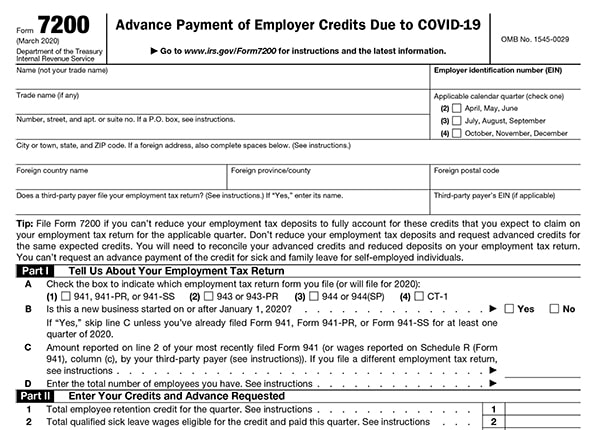 Form 7200
(March 2020)
Department of the Treasury
Internal Revenue Service
Advance Payment of Employer Credits Due to COVID-19
▶ Go to www.irs.gov/Form7200 for instructions and the latest information.
OMB No. 1545-0029
Name (not your trade name)
Employer identification number (EIN)
Trade name (if any)
Applicable calendar quarter (check one)
(2) April, May, June
(3) July, August, September
(4) October, November, December
Number, street, and apt. or suite no. If a P.O. box, see instructions.
City or town, state, and ZIP code. If a foreign address, also complete spaces below. (See instructions.)
Foreign country name
Foreign province/county
Foreign postal code
Does a third-party payer file your employment tax return? (See instructions.) If "Yes," enter its name.
Third-party payer's EIN (if applicable)
Tip: File Form 7200 if you can't reduce your employment tax deposits to fully account for these credits that you expect to claim on
your employment tax return for the applicable quarter. Don't reduce your employment tax deposits and request advanced credits for
the same expected credits. You will need to reconcile your advanced credits and reduced deposits on your employment tax return.
You can't request an advance payment of the credit for sick and family leave for self-employed individuals.
Part I Tell Us About Your Employment Tax Return
A Check the box to indicate which employment tax return form you file (or will file for 2020):
(1) 941, 941-PR, or 941-SS (2) 943 or 943-PR (3) 944 or 944(SP) (4) CT-1
B Is this a new business started on or after January 1, 2020? . . . . . . . . . . . . . . ▶ Yes No
If "Yes," skip line C unless you've already filed Form 941, Form 941-PR, or Form 941-SS for at least one
quarter of 2020.
C Amount reported on line 2 of your most recently filed Form 941 (or wages reported on Schedule R (Form
941), column (c), by your third-party payer (see instructions)). If you file a different employment tax return,
see instructions . . . . . . . . . . . . . . . . . . . . . . . . . . . . ▶
D Enter the total number of employees you have. See instructions . . . . . . . . . . . . . ▶
Part II Enter Your Credits and Advance Requested
1 Total employee retention credit for the quarter. See instructions . . . . . . . . . . . . . 1
2 Total qualified sick leave wages eligible for the credit and paid this quarter. See instructions . . . 2